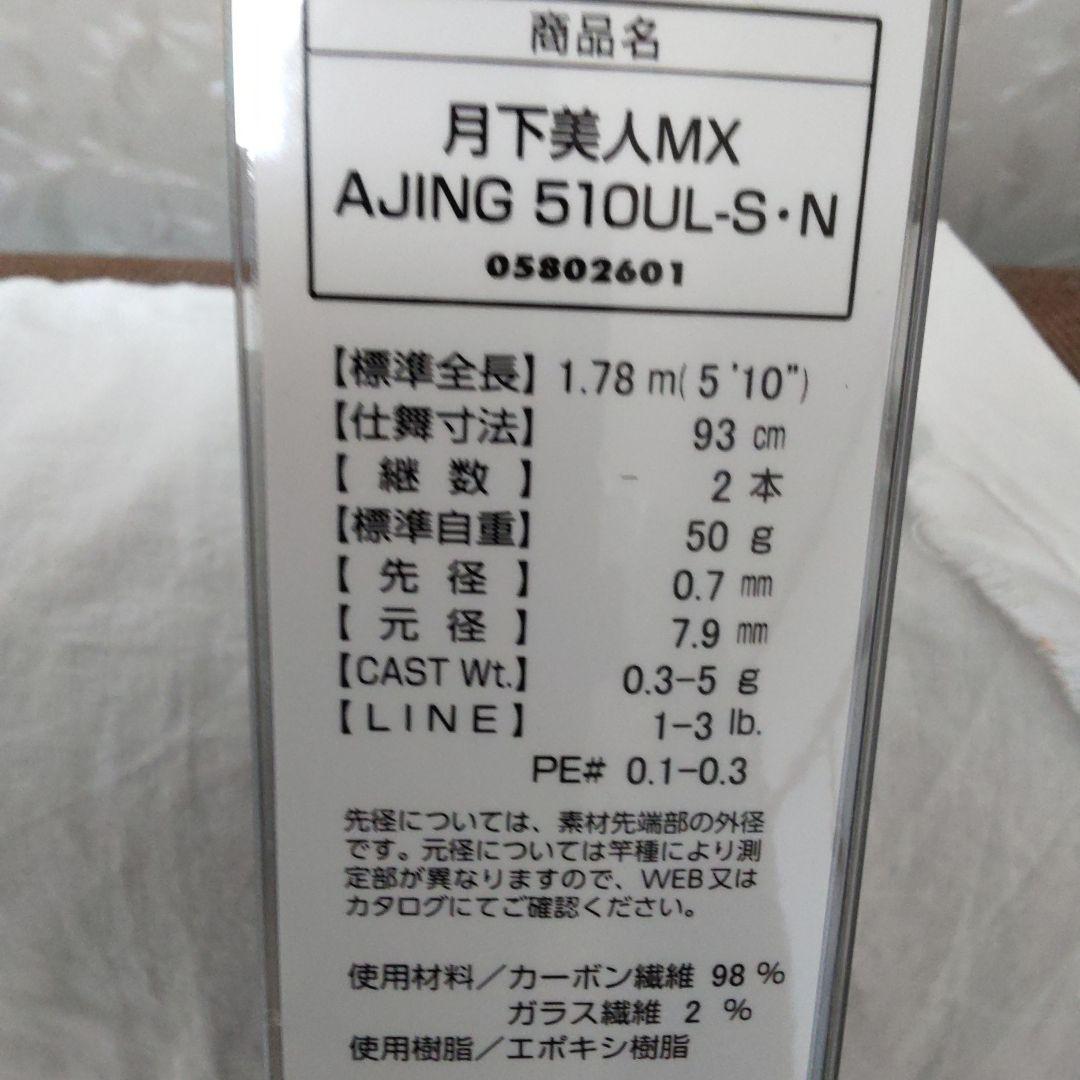 商品名
月下美人MX
AJING 510UL-S・N
05802601
【標準全長】 1.78 m( 5 '10")
【仕舞寸法】 93 cm
【 継 数 】 2 本
【標準自重】 50 g
【 先 径 】 0.7 mm
【 元 径 】 7.9 mm
【CAST Wt.】 0.3-5 g
【LINE】 1-3 lb.
PE# 0.1-0.3
先径については、素材先端部の外径
です。元径については竿種により測
定部が異なりますので、WEB又は
カタログにてご確認ください。
使用材料／カーボン繊維 98 %
ガラス繊維 2 %
使用樹脂／エポキシ樹脂